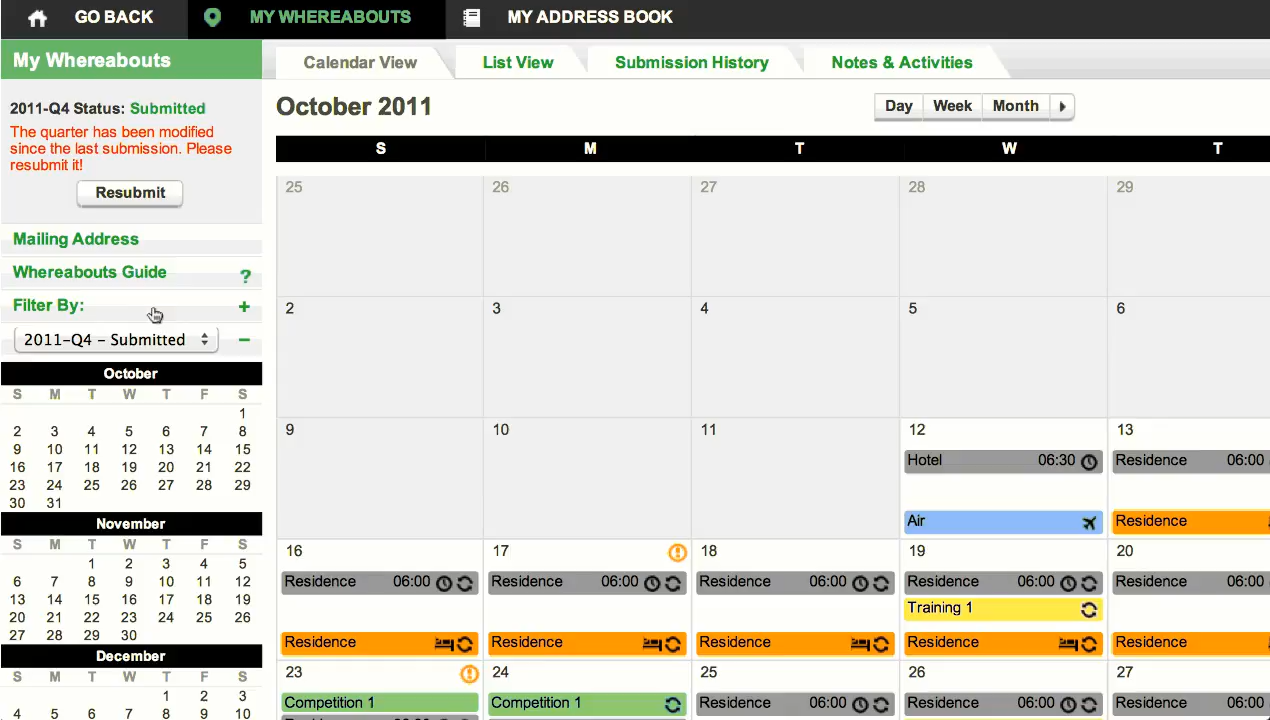 GO BACK MY WHEREABOUTS MY ADDRESS BOOK
My Whereabouts
Calendar View List View Submission History Notes & Activities
2011-Q4 Status: Submitted
The quarter has been modified
since the last submission. Please
resubmit it!
Resubmit
Mailing Address
Whereabouts Guide ?
Filter By: +
2011-Q4 - Submitted −
October
S M T W T F S
1
2 3 4 5 6 7 8
9 10 11 12 13 14 15
16 17 18 19 20 21 22
23 24 25 26 27 28 29
30 31
November
S M T W T F S
1 2 3 4 5
6 7 8 9 10 11 12
13 14 15 16 17 18 19
20 21 22 23 24 25 26
27 28 29 30
December
S M T W T F S
1 2 3
4 5 6 7 8 9 10
October 2011
Day Week Month
S M T W T
25 26 27 28 29
2 3 4 5 6
9 10 11 12 13
Hotel 06:30 Residence 06:00
Air Residence
16 17 18 19 20
Residence 06:00 Residence 06:00 Residence 06:00 Residence 06:00 Residence 06:00
Training 1
Residence Residence Residence Residence Residence
23 24 25 26 27
Competition 1 Competition 1 Residence 06:00 Residence 06:00 Residence 06:00